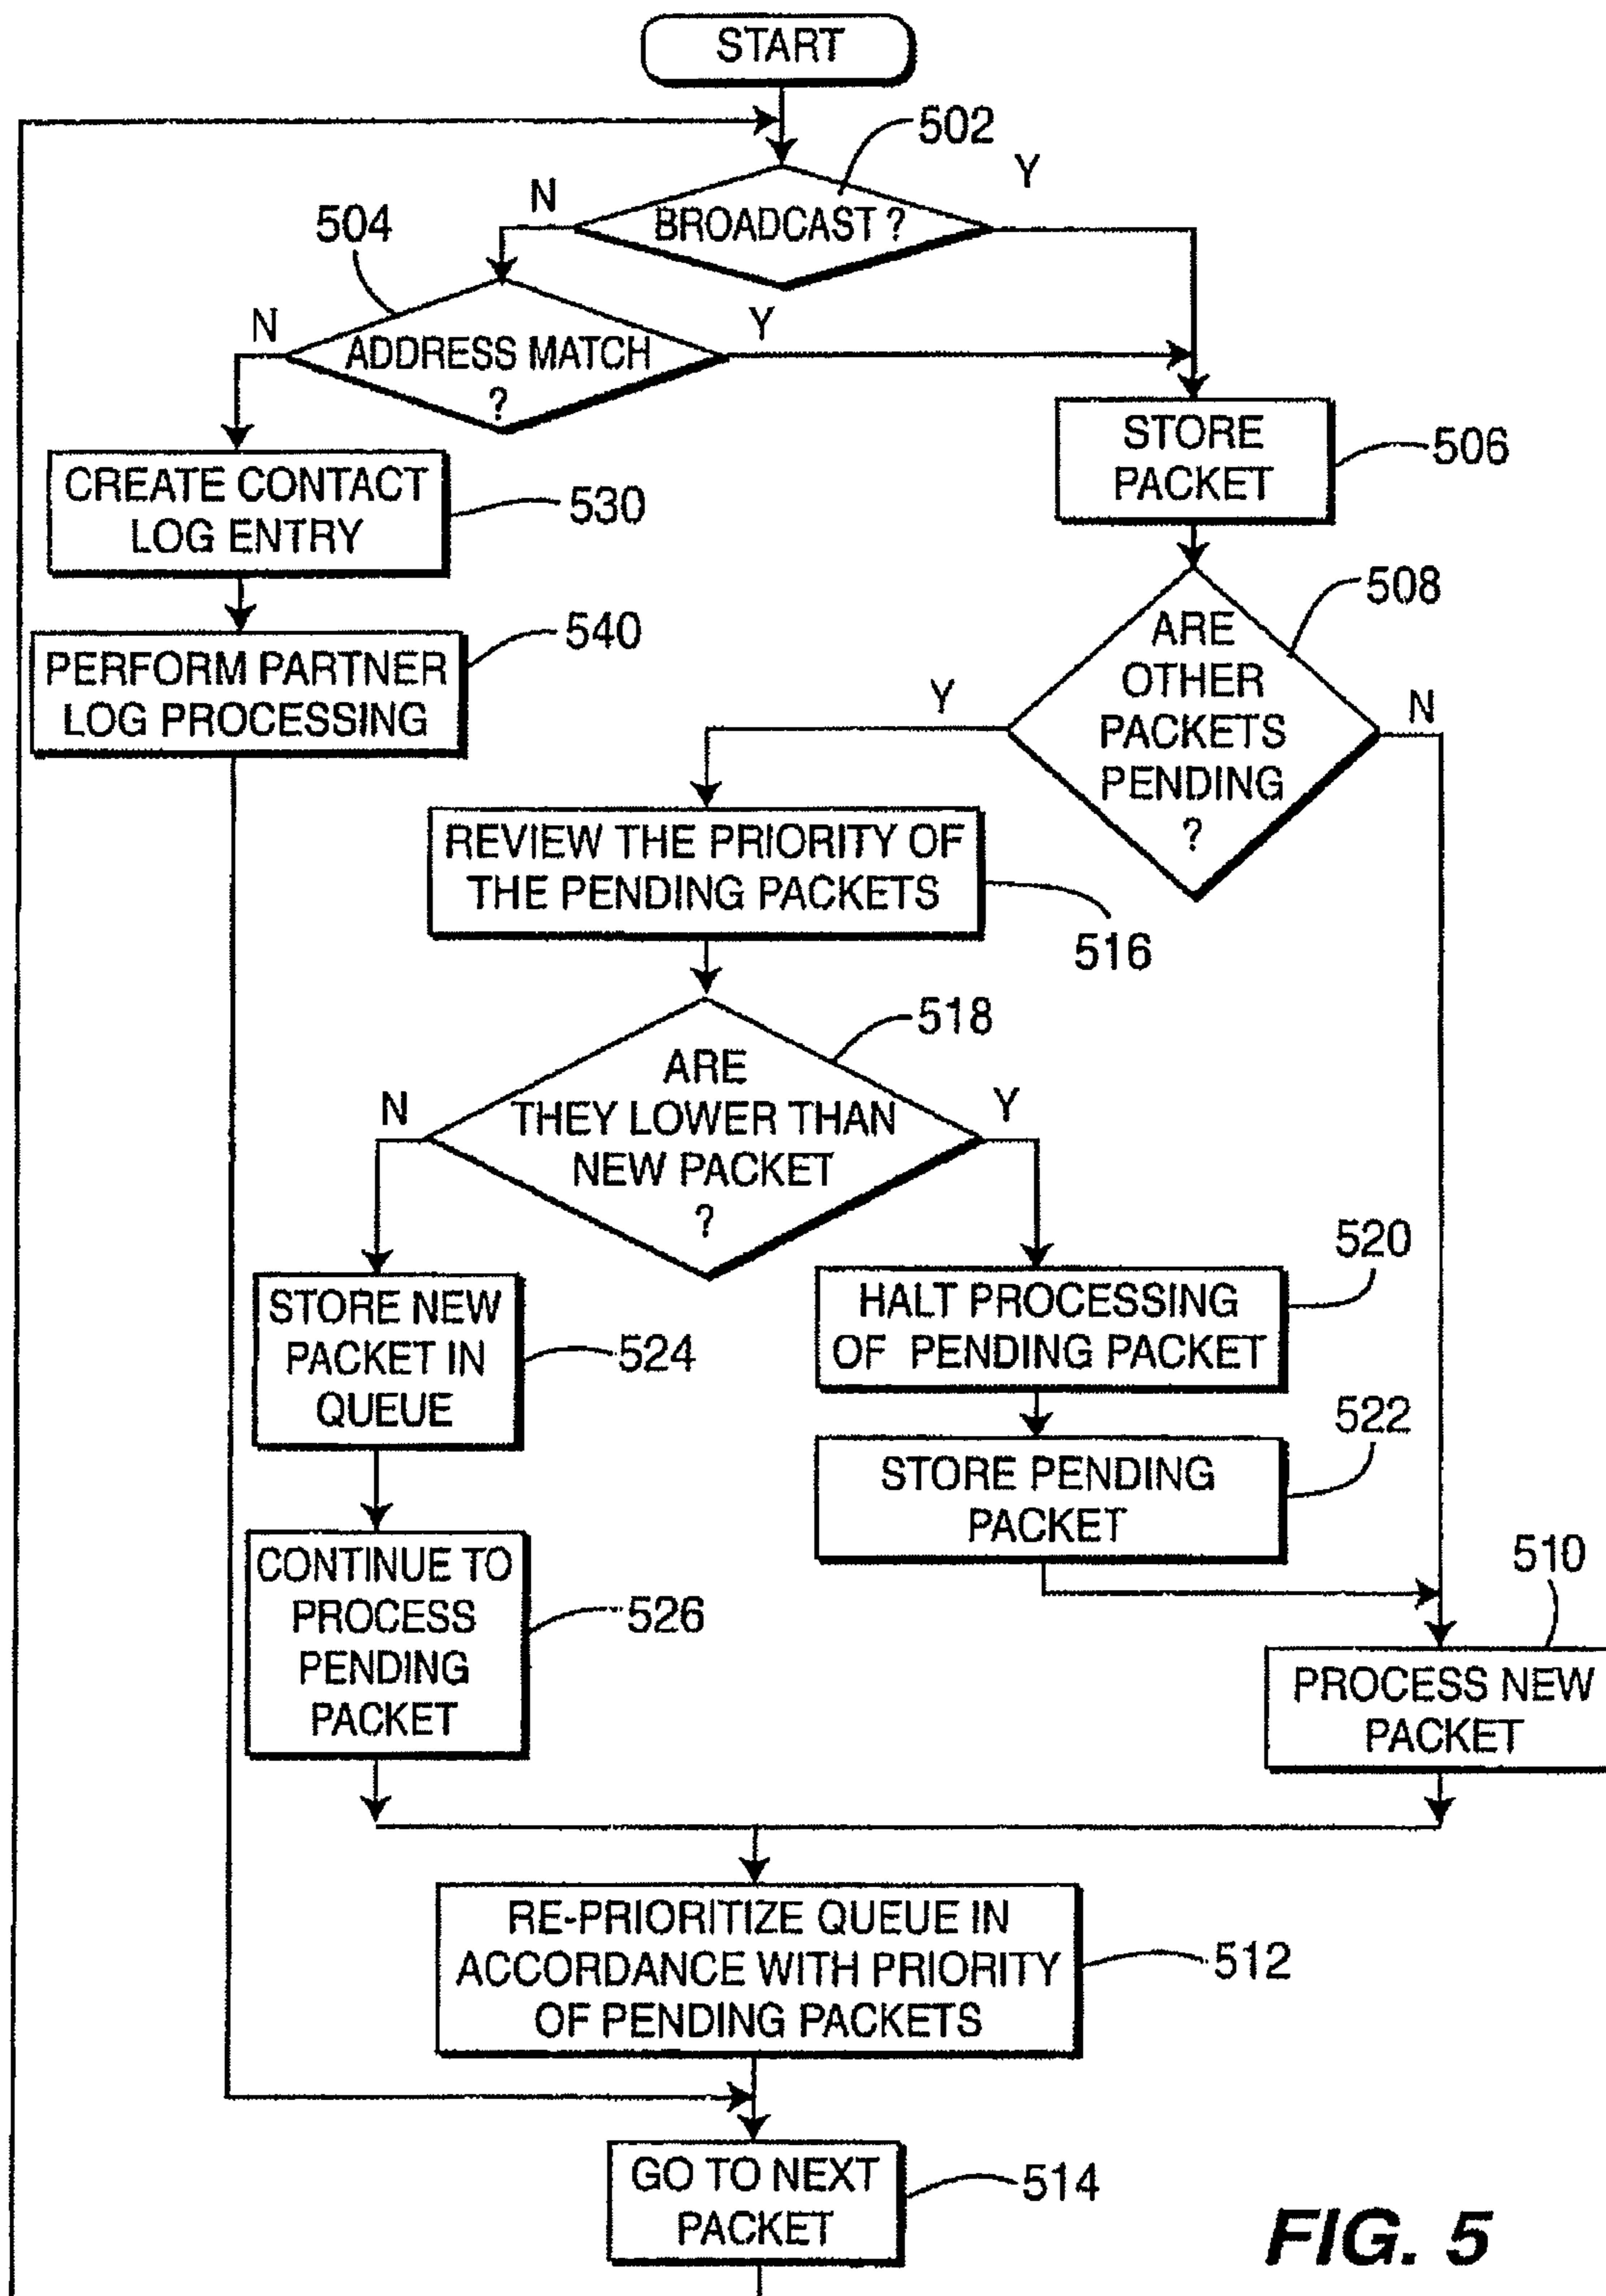 START
502
Y
N
BROADCAST ?
504
N
Y
ADDRESS MATCH
?
STORE
PACKET
506
CREATE CONTACT
LOG ENTRY
530
508
ARE
OTHER
PACKETS
PENDING
?
540
PERFORM PARTNER
LOG PROCESSING
Y
N
REVIEW THE PRIORITY OF
THE PENDING PACKETS
516
518
ARE
THEY LOWER THAN
NEW PACKET
?
N
Y
520
STORE NEW
PACKET IN
QUEUE
524
HALT PROCESSING
OF PENDING PACKET
522
STORE PENDING
PACKET
510
CONTINUE TO
PROCESS
PENDING
PACKET
526
PROCESS NEW
PACKET
RE-PRIORITIZE QUEUE IN
ACCORDANCE WITH PRIORITY
OF PENDING PACKETS
512
GO TO NEXT
PACKET
514
FIG. 5